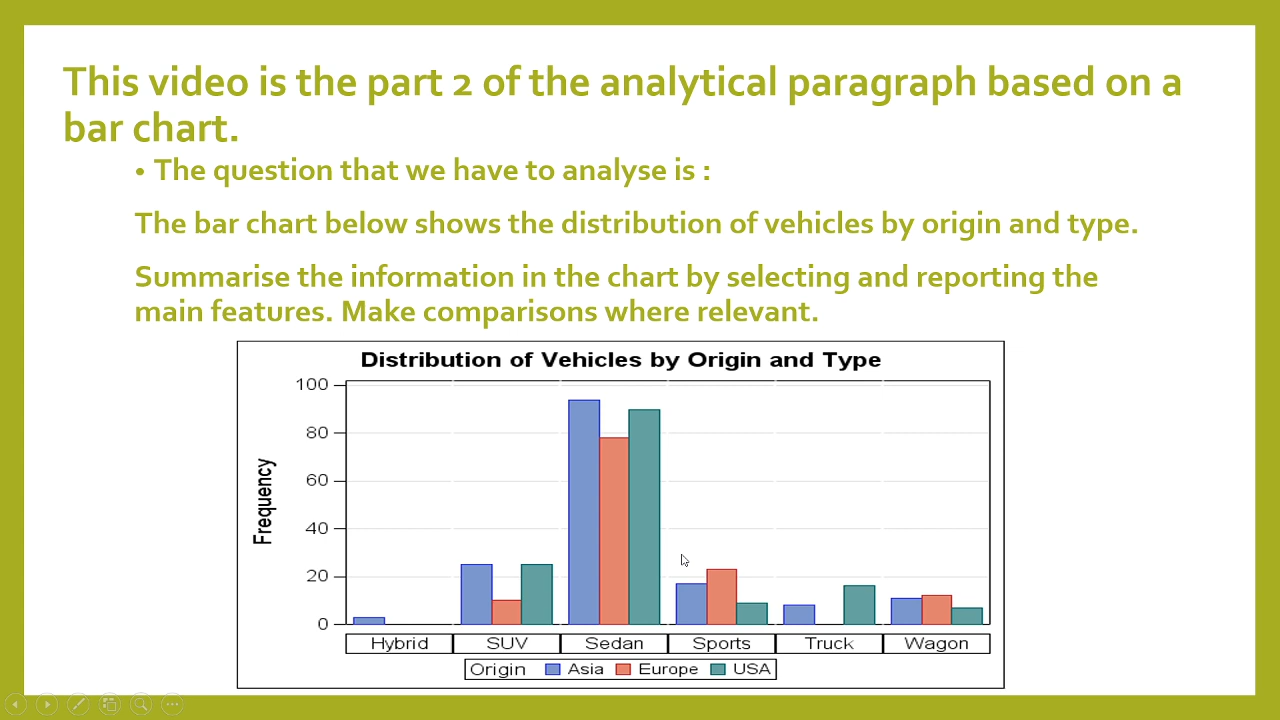 This video is the part 2 of the analytical paragraph based on a
bar chart.
• The question that we have to analyse is :
The bar chart below shows the distribution of vehicles by origin and type.
Summarise the information in the chart by selecting and reporting the
main features. Make comparisons where relevant.
Distribution of Vehicles by Origin and Type
Frequency
100
80
60
40
20
0
Hybrid SUV Sedan Sports Truck Wagon
Origin Asia Europe USA